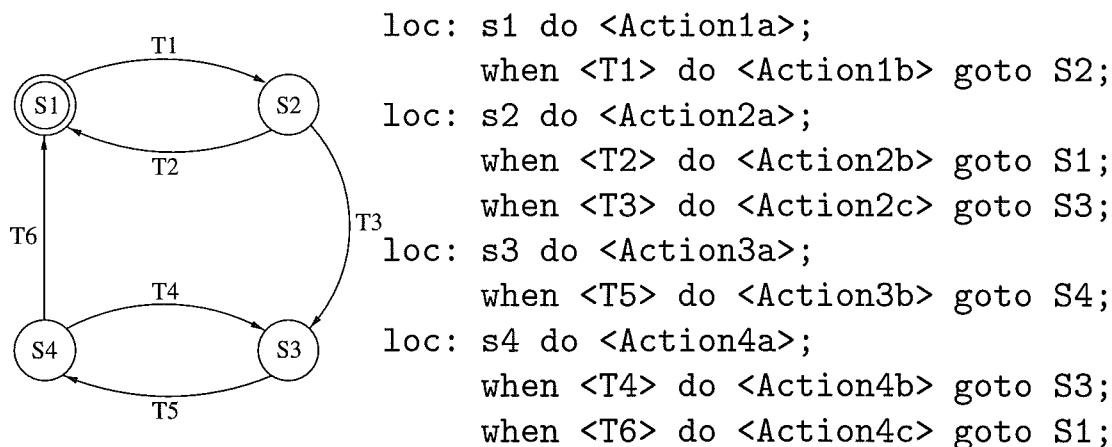 T1
S1
S2
T2
T3
T6
T4
S4
S3
T5
loc: s1 do <Action1a>;
when <T1> do <Action1b> goto S2;
loc: s2 do <Action2a>;
when <T2> do <Action2b> goto S1;
when <T3> do <Action2c> goto S3;
loc: s3 do <Action3a>;
when <T5> do <Action3b> goto S4;
loc: s4 do <Action4a>;
when <T4> do <Action4b> goto S3;
when <T6> do <Action4c> goto S1;